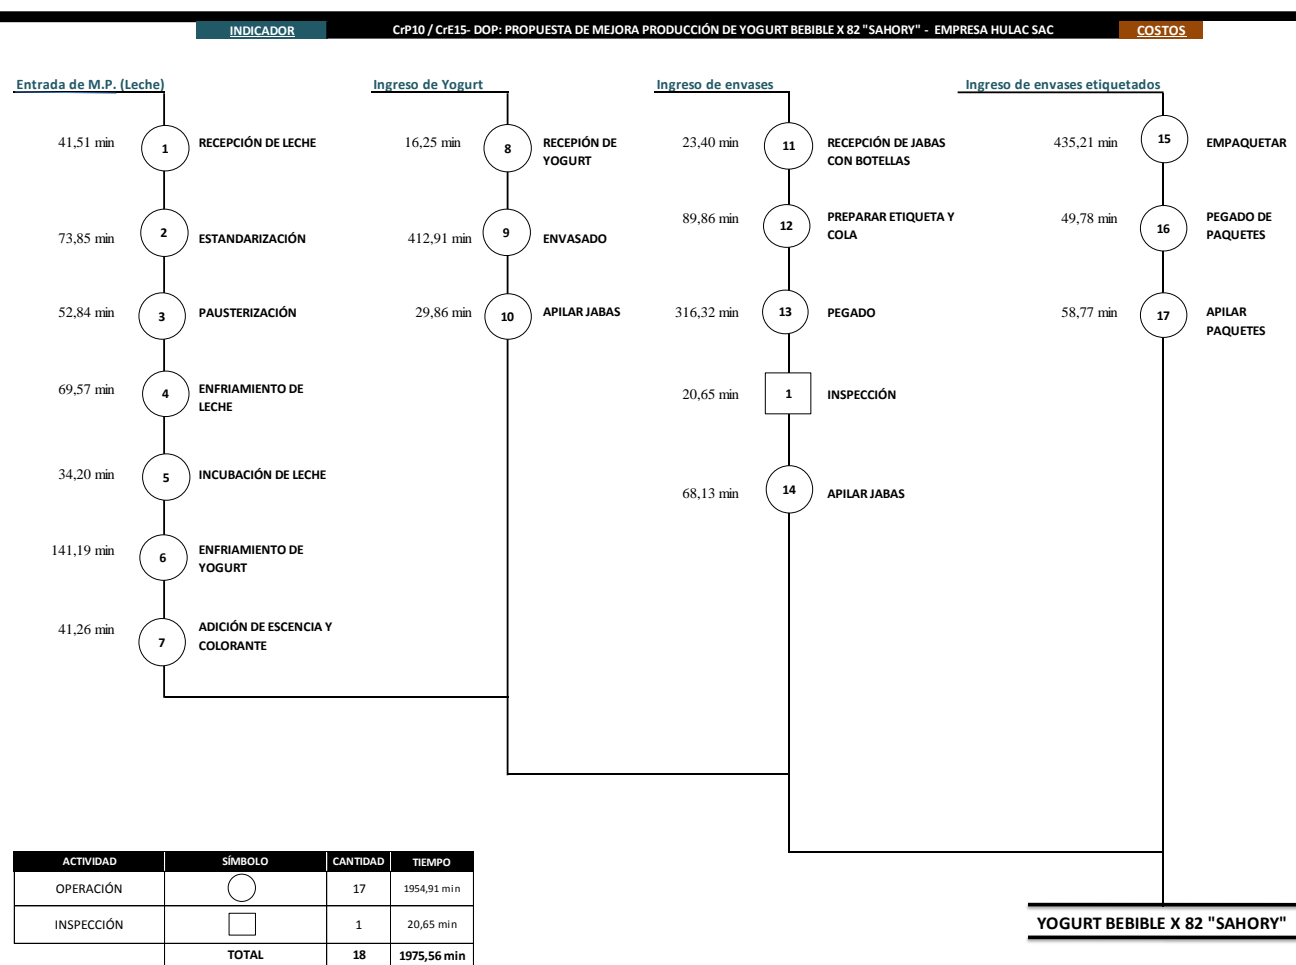 INDICADOR
CrP10 / CrE15- DOP: PROPUESTA DE MEJORA PRODUCCIÓN DE YOGURT BEBIBLE X 82 "SAHORY" - EMPRESA HULAC SAC
COSTOS
Entrada de M.P. (Leche)
41,51 min
1
RECEPCIÓN DE LECHE
73,85 min
2
ESTANDARIZACIÓN
52,84 min
3
PAUSTERIZACIÓN
69,57 min
4
ENFRIAMIENTO DE
LECHE
34,20 min
5
INCUBACIÓN DE LECHE
141,19 min
6
ENFRIAMIENTO DE
YOGURT
41,26 min
7
ADICIÓN DE ESCENCIA Y
COLORANTE
Ingreso de Yogurt
16,25 min
8
RECEPIÓN DE
YOGURT
412,91 min
9
ENVASADO
29,86 min
10
APILAR JABAS
Ingreso de envases
23,40 min
11
RECEPCIÓN DE JABAS
CON BOTELLAS
89,86 min
12
PREPARAR ETIQUETA Y
COLA
316,32 min
13
PEGADO
20,65 min
1
INSPECCIÓN
68,13 min
14
APILAR JABAS
Ingreso de envases etiquetados
435,21 min
15
EMPAQUETAR
49,78 min
16
PEGADO DE
PAQUETES
58,77 min
17
APILAR
PAQUETES
ACTIVIDAD SÍMBOLO CANTIDAD TIEMPO
OPERACIÓN 17 1954,91 min
INSPECCIÓN 1 20,65 min
TOTAL 18 1975,56 min
YOGURT BEBIBLE X 82 "SAHORY"